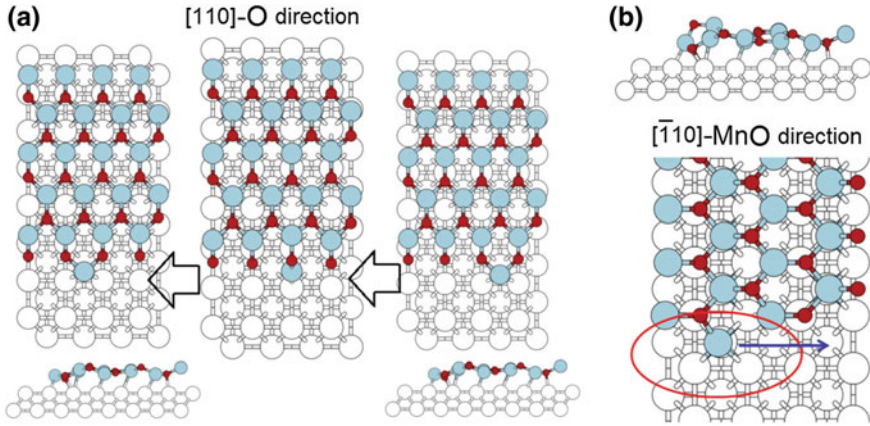 (a)
[110]-O direction
(b)
[1̄10]-MnO direction